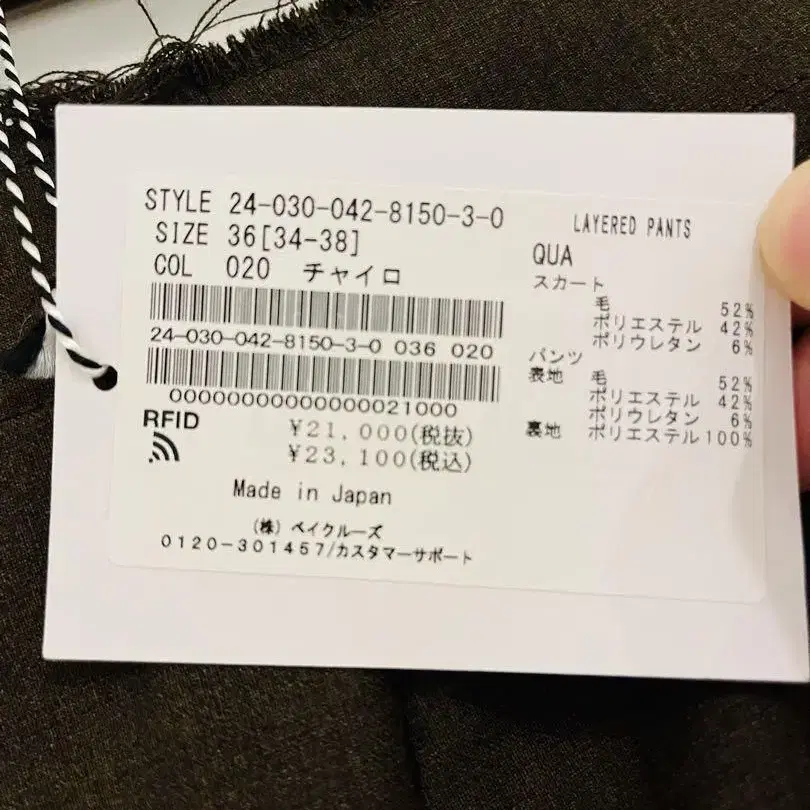 STYLE 24-030-042-8150-3-0
SIZE 36[34-38]
COL 020 チャイロ
24-030-042-8150-3-0 036 020
00000000000000021000
RFID
¥21,000(税抜)
¥23,100(税込)
Made in Japan
(株) ベイクルーズ
0120-301457/カスタマーサポート
LAYERED PANTS
QUA
スカート
毛 52%
ポリエステル 42%
ポリウレタン 6%
パンツ
表地 毛 52%
ポリエステル 42%
ポリウレタン 6%
裏地 ポリエステル100%